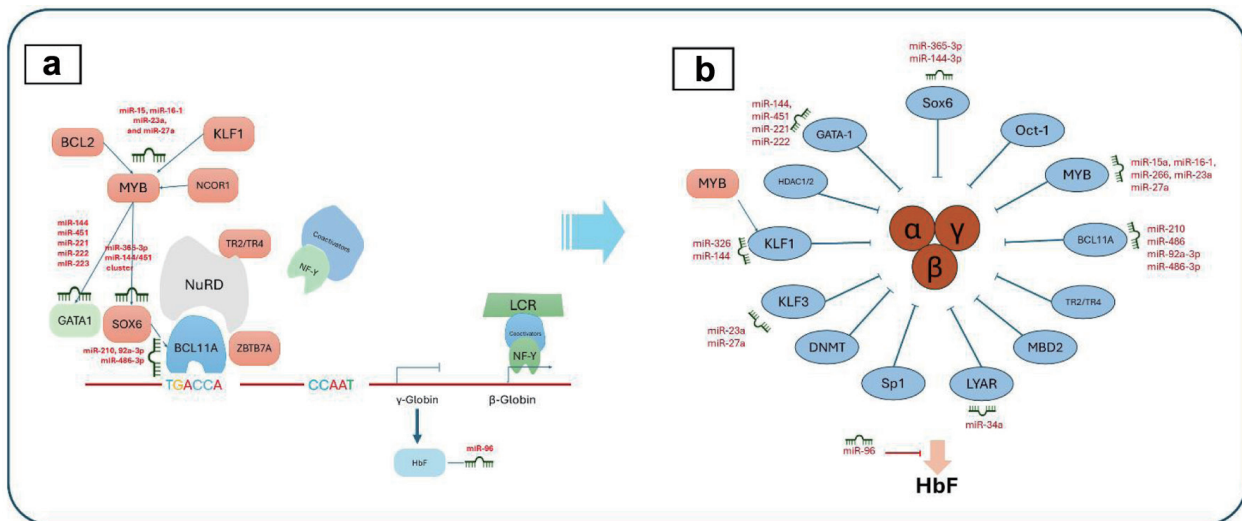 a
miR-15, miR-16-1
miR-23a,
and miR-27a
BCL2
KLF1
MYB
NCOR1
miR-144
miR-451
miR-221
miR-222
miR-223
miR-365-3p
miR-144/451
cluster
TR2/TR4
NuRD
Coactivators
NF-Y
GATA1
SOX6
BCL11A
ZBTB7A
miR-210, 92a-3p
miR-486-3p
LCR
Coactivators
NF-Y
TGACCA
CCAAT
γ-Globin
β-Globin
HbF
miR-96
b
miR-365-3p
miR-144-3p
Sox6
miR-144,
miR-451
miR-221
miR-222
GATA-1
Oct-1
HDAC1/2
MYB
miR-15a, miR-16-1,
miR-266, miR-23a
miR-27a
MYB
KLF1
miR-326
miR-144
α
γ
β
BCL11A
miR-210
miR-486
miR-92a-3p
miR-486-3p
KLF3
miR-23a
miR-27a
TR2/TR4
DNMT
MBD2
Sp1
LYAR
miR-34a
miR-96
HbF